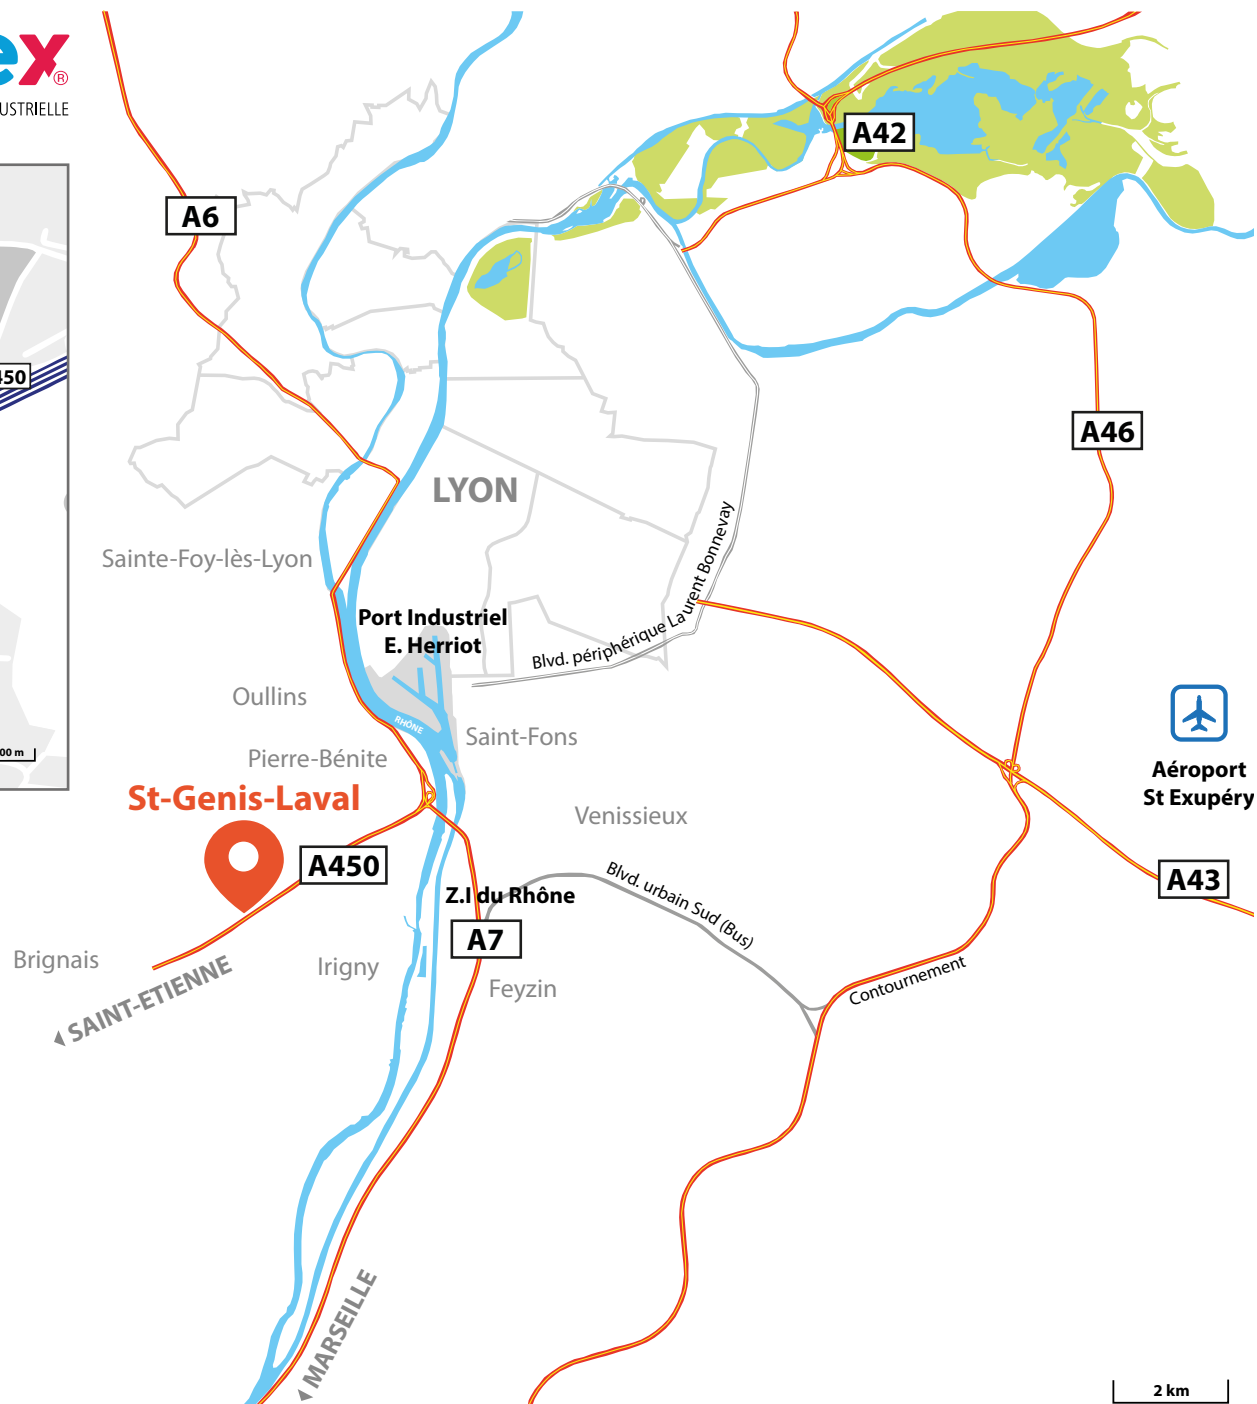 ex®
USTRIELLE
A42
A6
450
A46
LYON
Sainte-Foy-lès-Lyon
Blvd. périphérique Laurent Bonnevay
Port Industriel
E. Herriot
Oullins
RHÔNE
Saint-Fons
Pierre-Bénite
00 m
Aéroport
St Exupéry
St-Genis-Laval
Venissieux
A450
Blvd. urbain Sud (Bus)
A43
Z.I du Rhône
A7
Brignais
Irigny
SAINT-ETIENNE
Feyzin
Contournement
MARSEILLE
2 km